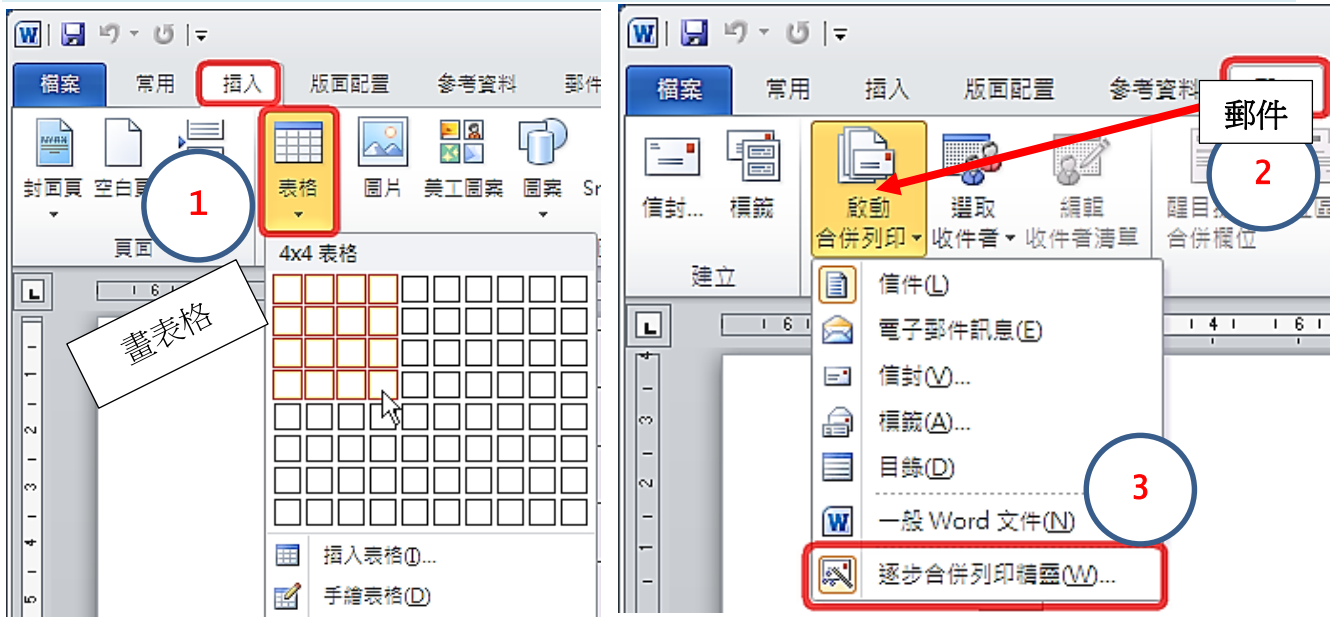 檔案 常用 插入 版面配置 參考資料 郵件
封面頁 空白頁 表格 圖片 美工圖案 圖案
1
頁面
4x4 表格
畫表格
插入表格(I)...
手繪表格(D)
檔案 常用 插入 版面配置 參考資料
郵件
2
信封... 標籤 啟動 選取 編輯
合併列印 收件者 收件者清單 合併欄位
建立
信件(L)
電子郵件訊息(E)
信封(V)...
標籤(A)...
目錄(D)
3
一般 Word 文件(N)
逐步合併列印精靈(W)...